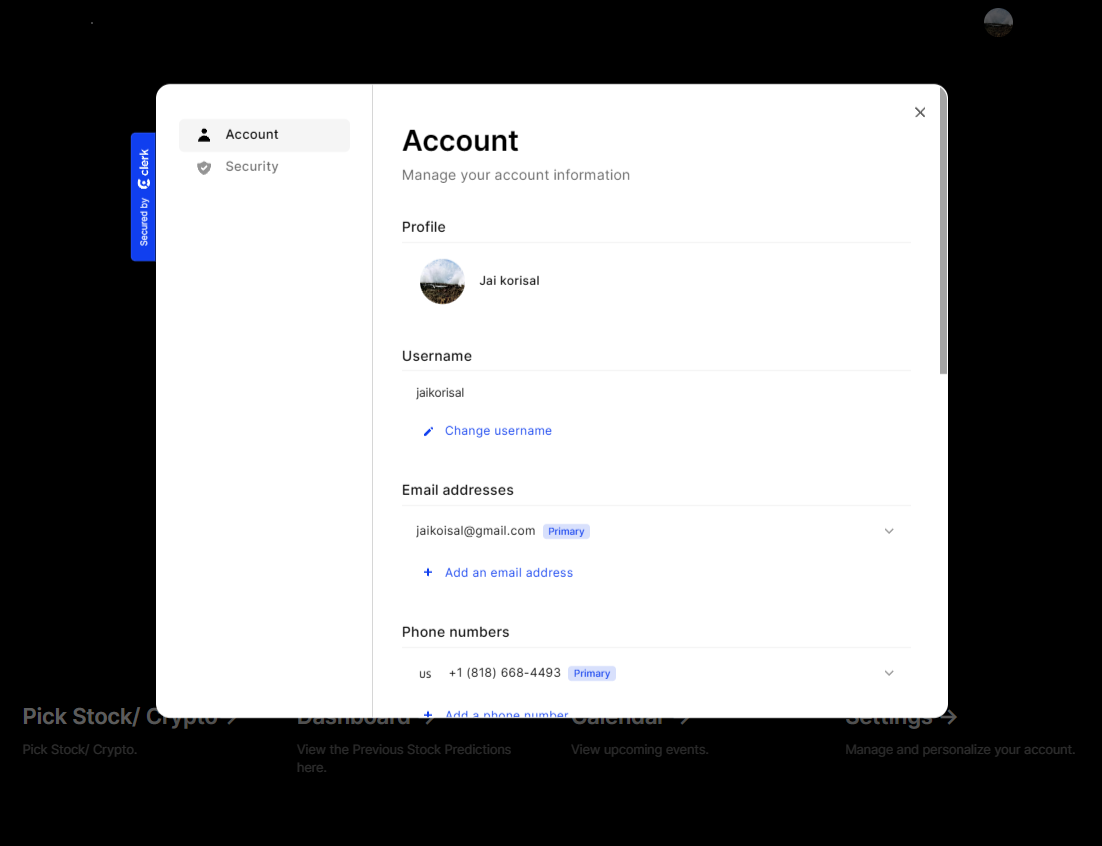 Account
Security
Secured by clerk
Account
Manage your account information
Profile
Jai korisal
Username
jaikorisal
Change username
Email addresses
jaikoisal@gmail.com Primary
Add an email address
Phone numbers
US +1 (818) 668-4493 Primary
Add a phone number
Pick Stock/ Crypto
Dashboard
Calendar
Settings
Pick Stock/ Crypto.
View the Previous Stock Predictions
here.
View upcoming events.
Manage and personalize your account.